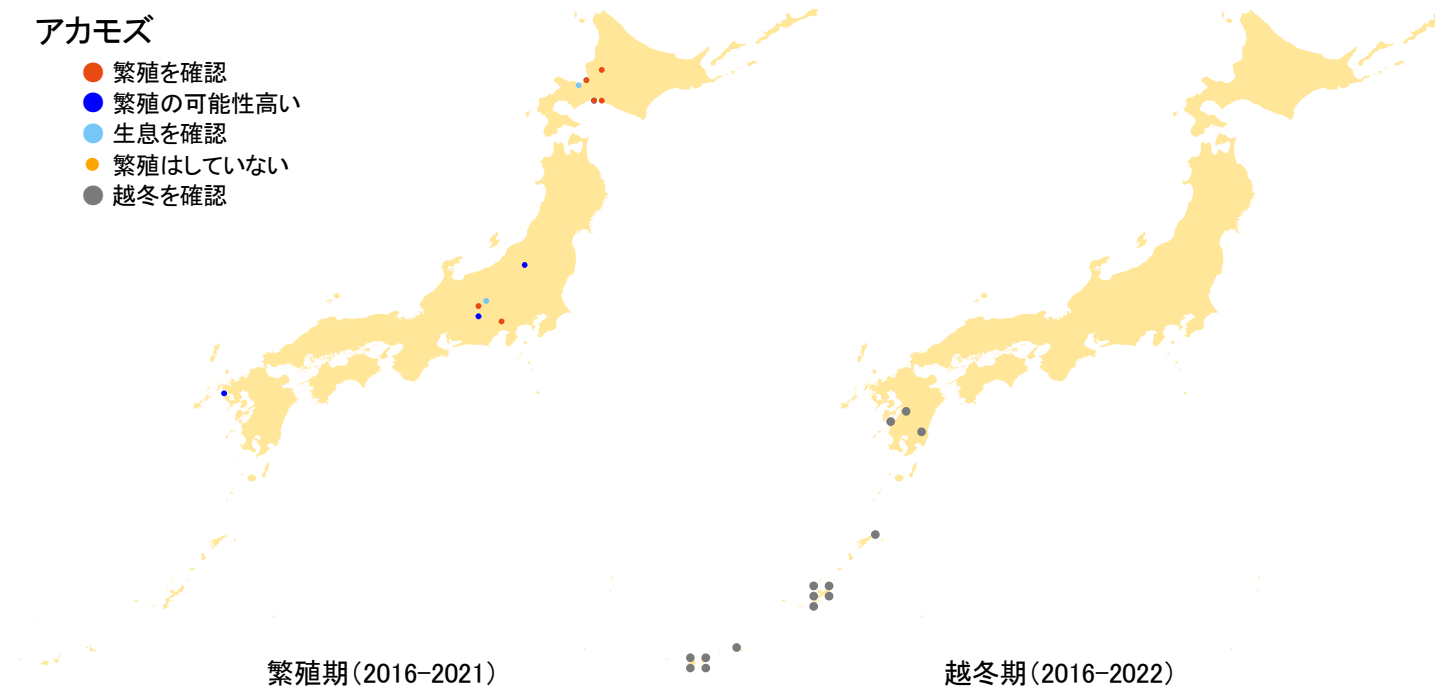 アカモズ
繁殖を確認
繁殖の可能性高い
生息を確認
繁殖はしていない
越冬を確認
繁殖期(2016-2021)
越冬期(2016-2022)